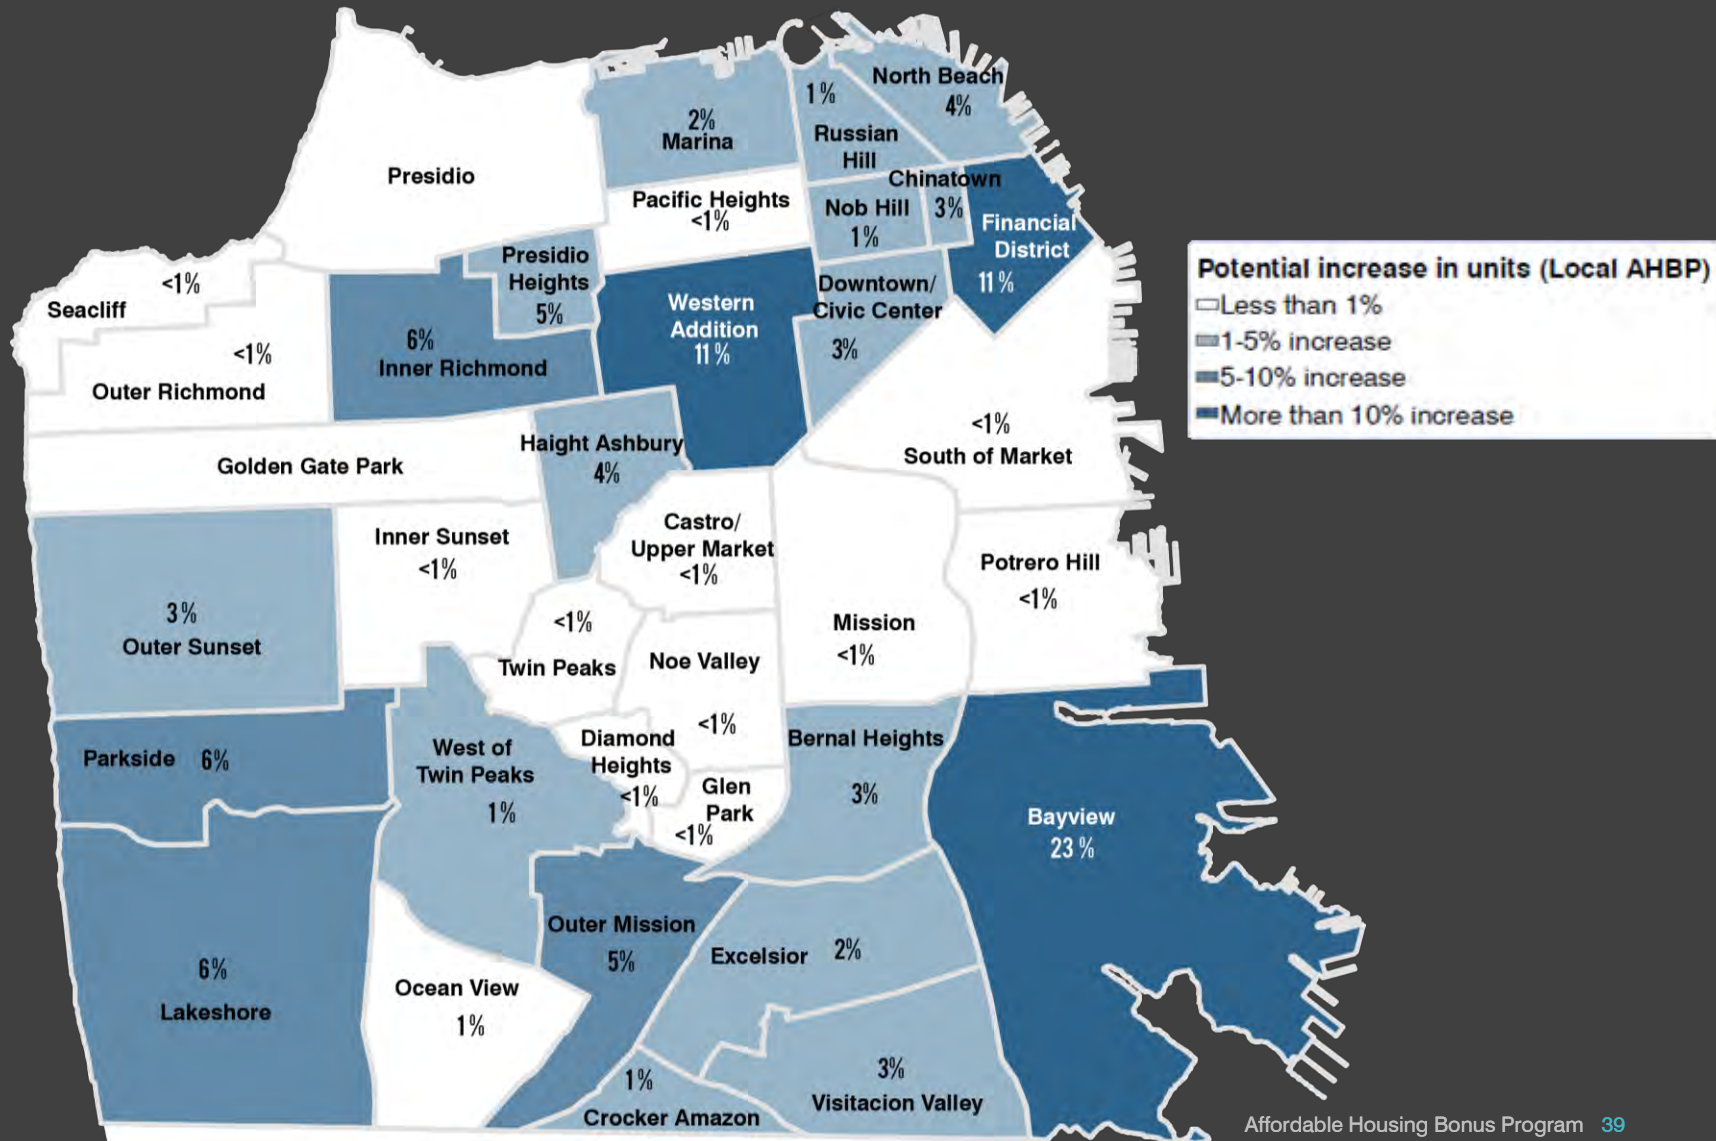 North Beach
4%
1%
Russian
Hill
2%
Marina
Presidio
Chinatown
3%
Pacific Heights
<1%
Nob Hill
1%
Financial
District
11%
Presidio
Heights
5%
Potential increase in units (Local AHBP)
Less than 1%
1-5% increase
5-10% increase
More than 10% increase
<1%
Seacliff
Western
Addition
11%
Downtown/
Civic Center
3%
6%
Inner Richmond
<1%
Outer Richmond
<1%
South of Market
Haight Ashbury
4%
Golden Gate Park
Castro/
Upper Market
<1%
Inner Sunset
<1%
Potrero Hill
<1%
3%
Outer Sunset
<1%
Twin Peaks
Noe Valley
<1%
Mission
<1%
Parkside 6%
West of
Twin Peaks
1%
Diamond
Heights
<1%
Glen
Park
<1%
Bernal Heights
3%
Bayview
23%
Outer Mission
5%
Excelsior 2%
6%
Lakeshore
Ocean View
1%
1%
Crocker Amazon
3%
Visitacion Valley
Affordable Housing Bonus Program 39